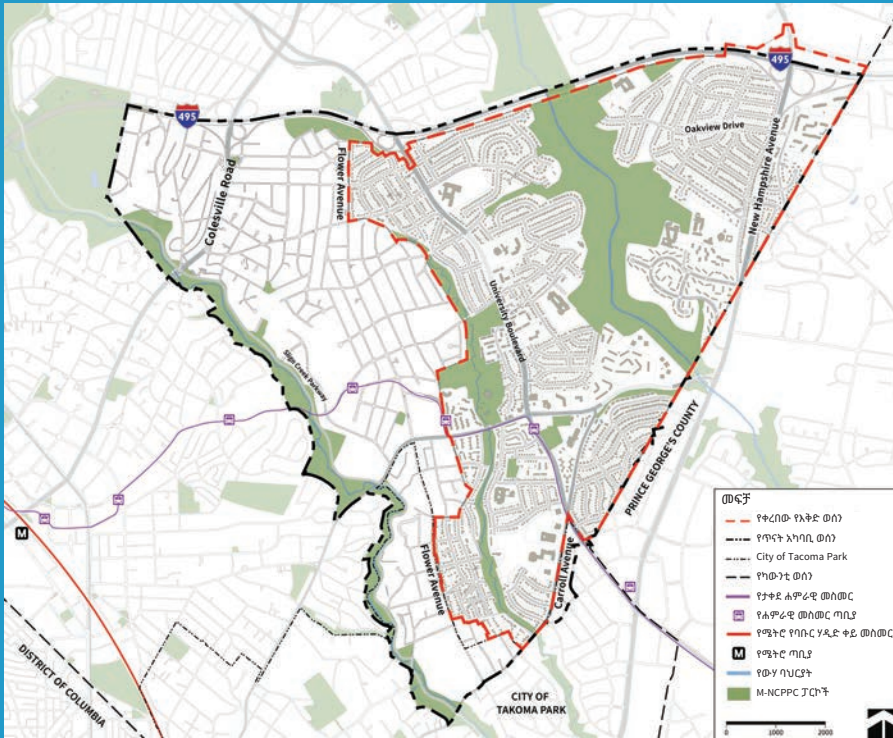 495
495
Oakview Drive
Flower Avenue
Colesville Road
New Hampshire Avenue
University Boulevard
Sligo Creek Parkway
PRINCE GEORGE'S COUNTY
M
Flower Avenue
Carroll Avenue
DISTRICT OF COLUMBIA
CITY OF
TAKOMA PARK
መፍቻ
የቀረበው የእቅድ ወሰን
የጥናት አካባቢ ወሰን
City of Tacoma Park
የካውንቲ ወሰን
የታቀደ ሐምራዊ መስመር
የሐምራዊ መስመር ጣቢያ
የሜትሮ የባቡር ሃዲድ ቀይ መስመር
M
የሜትሮ ጣቢያ
የውሃ ባህርያት
M-NCPPC ፓርኮች
0 1000 2000